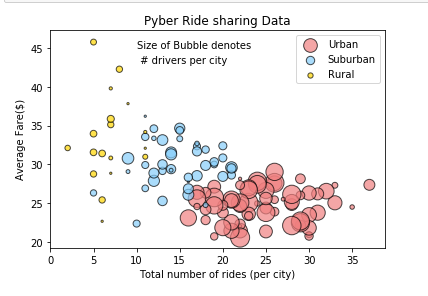 Pyber Ride sharing Data
Size of Bubble denotes
# drivers per city
Urban
Suburban
Rural
Average Fare($)
45
40
35
30
25
20
0
5
10
15
20
25
30
35
Total number of rides (per city)